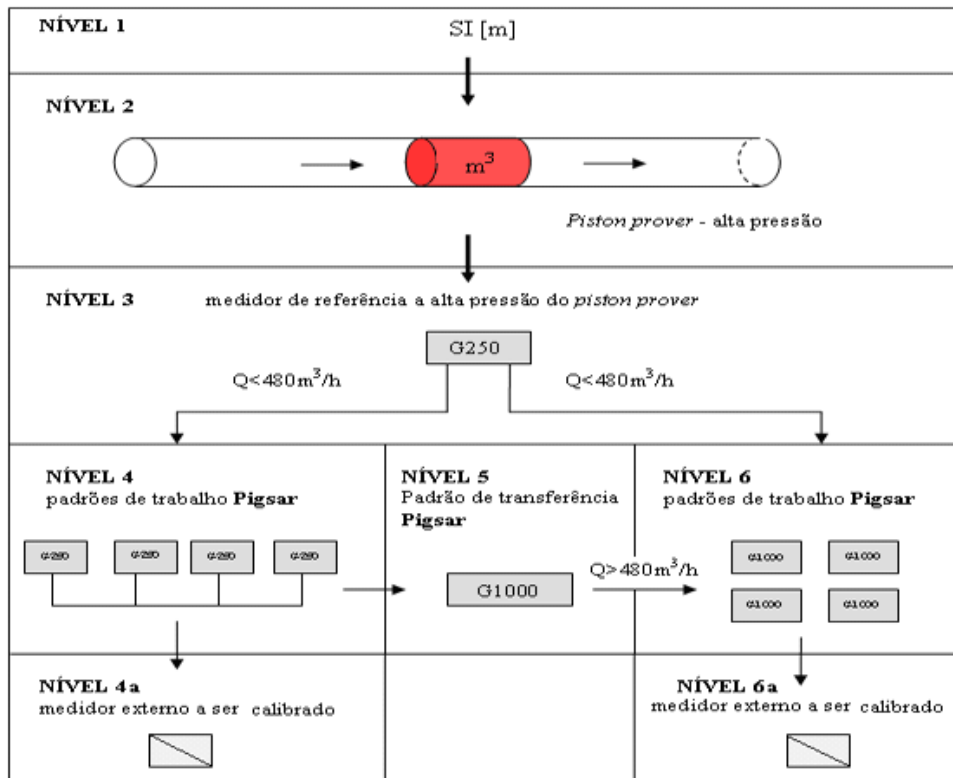 NÍVEL 1
SI [m]
NÍVEL 2
m³
Piston prover - alta pressão
NÍVEL 3
medidor de referência a alta pressão do piston prover
G250
Q<480m³/h
Q<480m³/h
NÍVEL 4
padrões de trabalho Pigsar
G250
G250
G250
G250
NÍVEL 5
Padrão de transferência
Pigsar
G1000
Q>480m³/h
NÍVEL 6
padrões de trabalho Pigsar
G1000
G1000
G1000
G1000
NÍVEL 4a
medidor externo a ser calibrado
NÍVEL 6a
medidor externo a ser calibrado